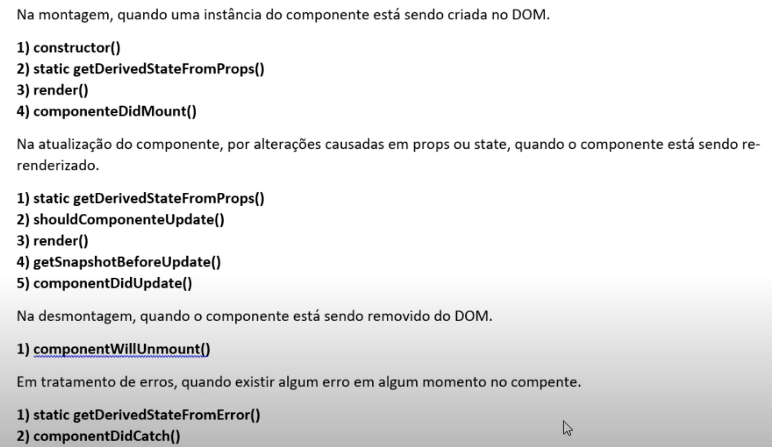 Na montagem, quando uma instância do componente está sendo criada no DOM.
1) constructor()
2) static getDerivedStateFromProps()
3) render()
4) componenteDidMount()
Na atualização do componente, por alterações causadas em props ou state, quando o componente está sendo re-
renderizado.
1) static getDerivedStateFromProps()
2) shouldComponenteUpdate()
3) render()
4) getSnapshotBeforeUpdate()
5) componentDidUpdate()
Na desmontagem, quando o componente está sendo removido do DOM.
1) componentWillUnmount()
Em tratamento de erros, quando existir algum erro em algum momento no compente.
1) static getDerivedStateFromError()
2) componentDidCatch()